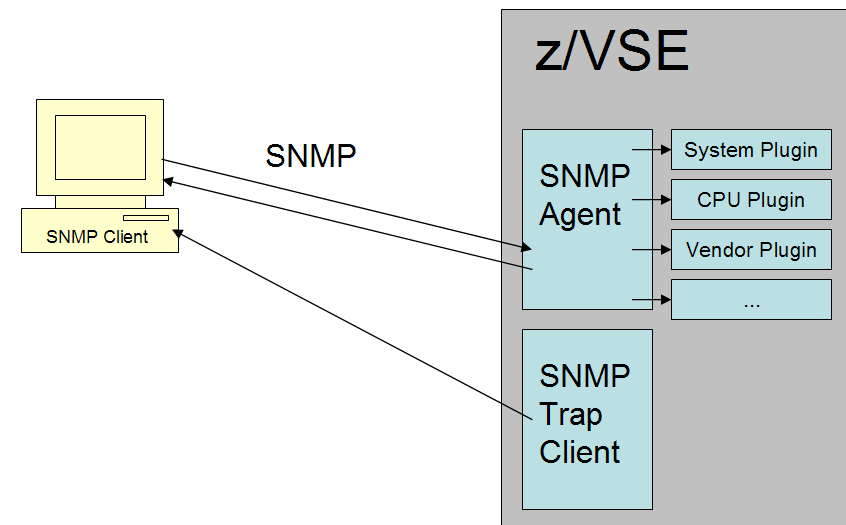 z/VSE
SNMP
SNMP Client
SNMP
Agent
System Plugin
CPU Plugin
Vendor Plugin
...
SNMP
Trap
Client